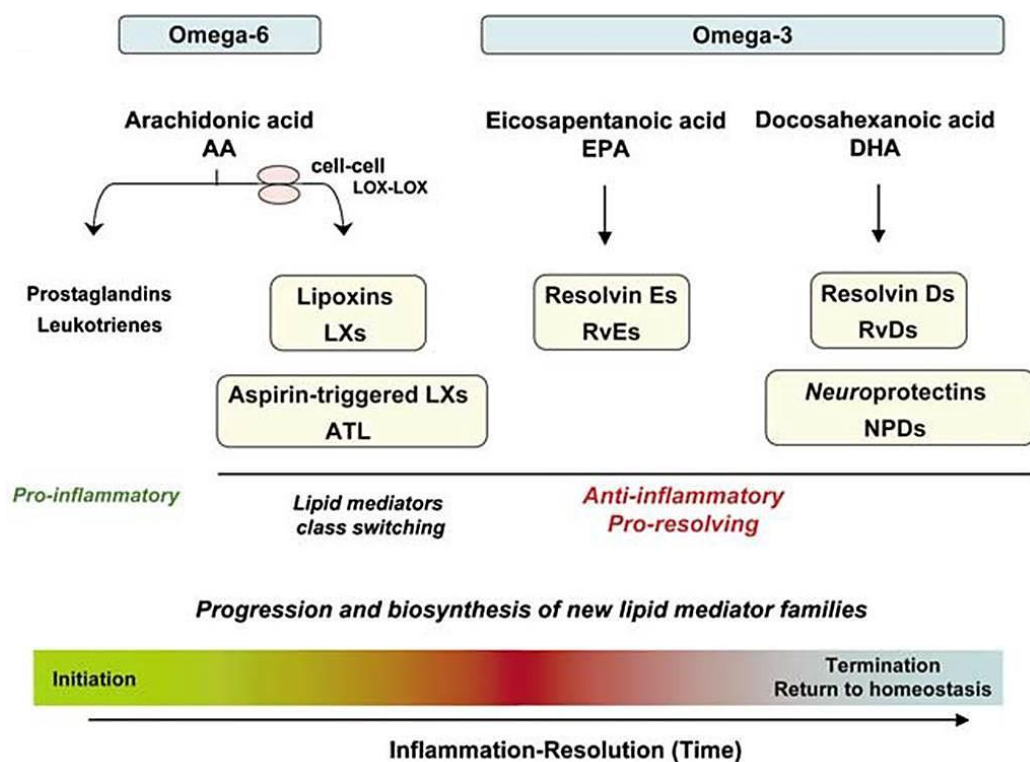 Omega-6
Omega-3
Arachidonic acid
AA
cell-cell
LOX-LOX
Eicosapentanoic acid
EPA
Docosahexanoic acid
DHA
Prostaglandins
Leukotrienes
Lipoxins
LXs
Resolvin Es
RvEs
Resolvin Ds
RvDs
Aspirin-triggered LXs
ATL
Neuroprotectins
NPDs
Pro-inflammatory
Lipid mediators
class switching
Anti-inflammatory
Pro-resolving
Progression and biosynthesis of new lipid mediator families
Initiation
Termination
Return to homeostasis
Inflammation-Resolution (Time)